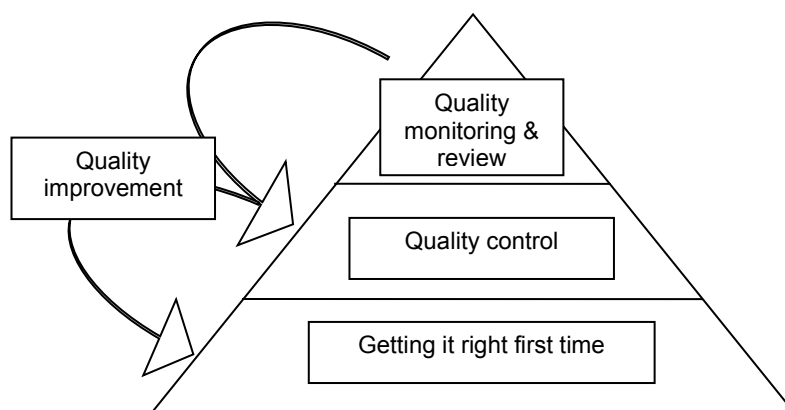 Quality
monitoring &
review
Quality
improvement
Quality control
Getting it right first time